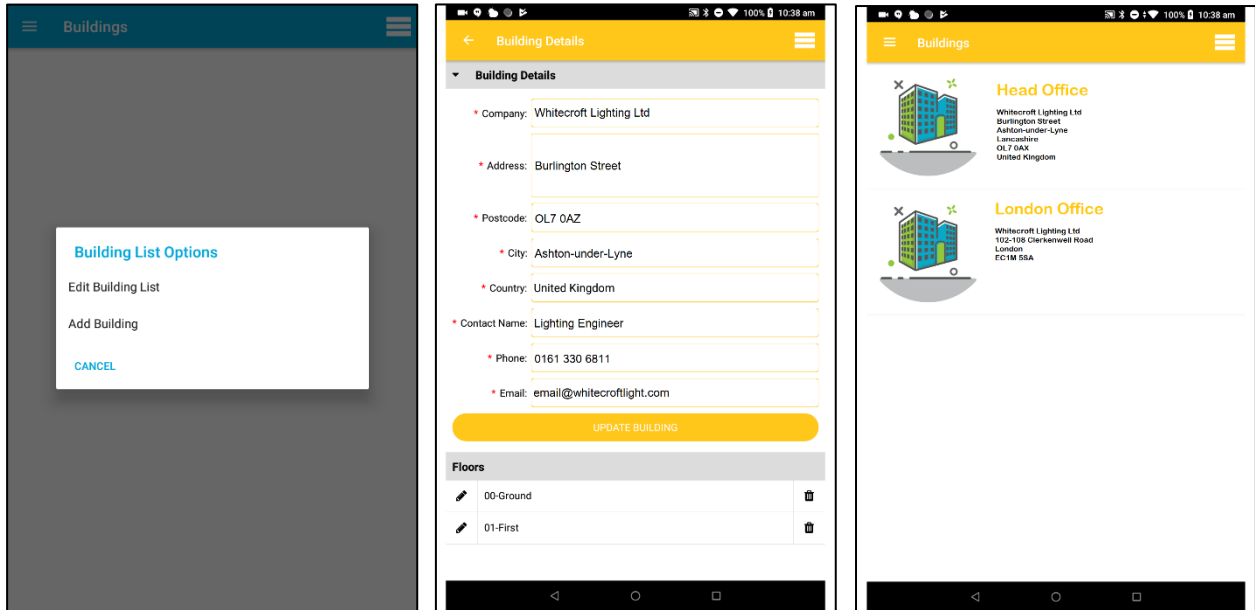 Buildings
Building List Options
Edit Building List
Add Building
CANCEL
100% 10:38 am
Building Details
Building Details
* Company: Whitecroft Lighting Ltd
* Address: Burlington Street
* Postcode: OL7 0AZ
* City: Ashton-under-Lyne
* Country: United Kingdom
* Contact Name: Lighting Engineer
* Phone: 0161 330 6811
* Email: email@whitecroftlight.com
UPDATE BUILDING
Floors
00-Ground
01-First
100% 10:38 am
Buildings
Head Office
Whitecroft Lighting Ltd
Burlington Street
Ashton-under-Lyne
Lancashire
OL7 0AX
United Kingdom
London Office
Whitecroft Lighting Ltd
102-108 Clerkenwell Road
London
EC1M 5SA